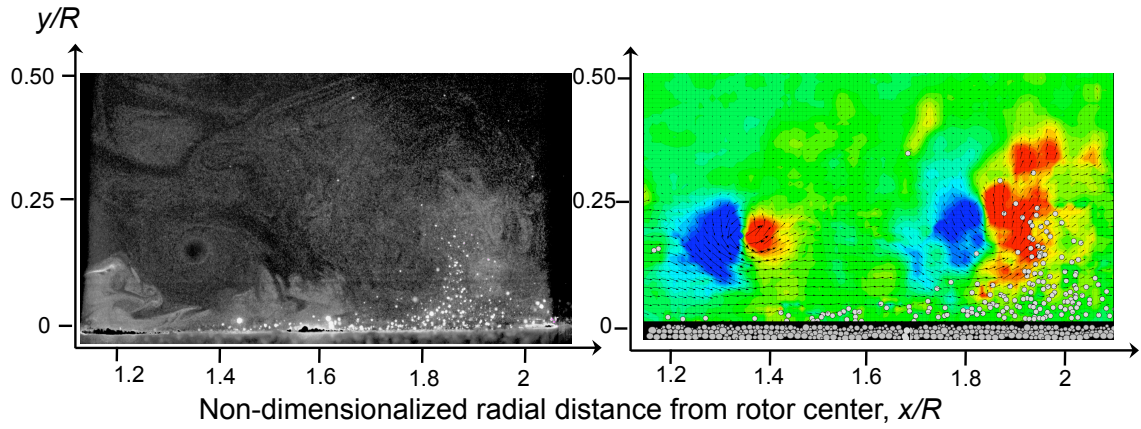 y/R
0.50 0.50
0.25 0.25
0 0
1.2 1.4 1.6 1.8 2 1.2 1.4 1.6 1.8 2
Non-dimensionalized radial distance from rotor center, x/R